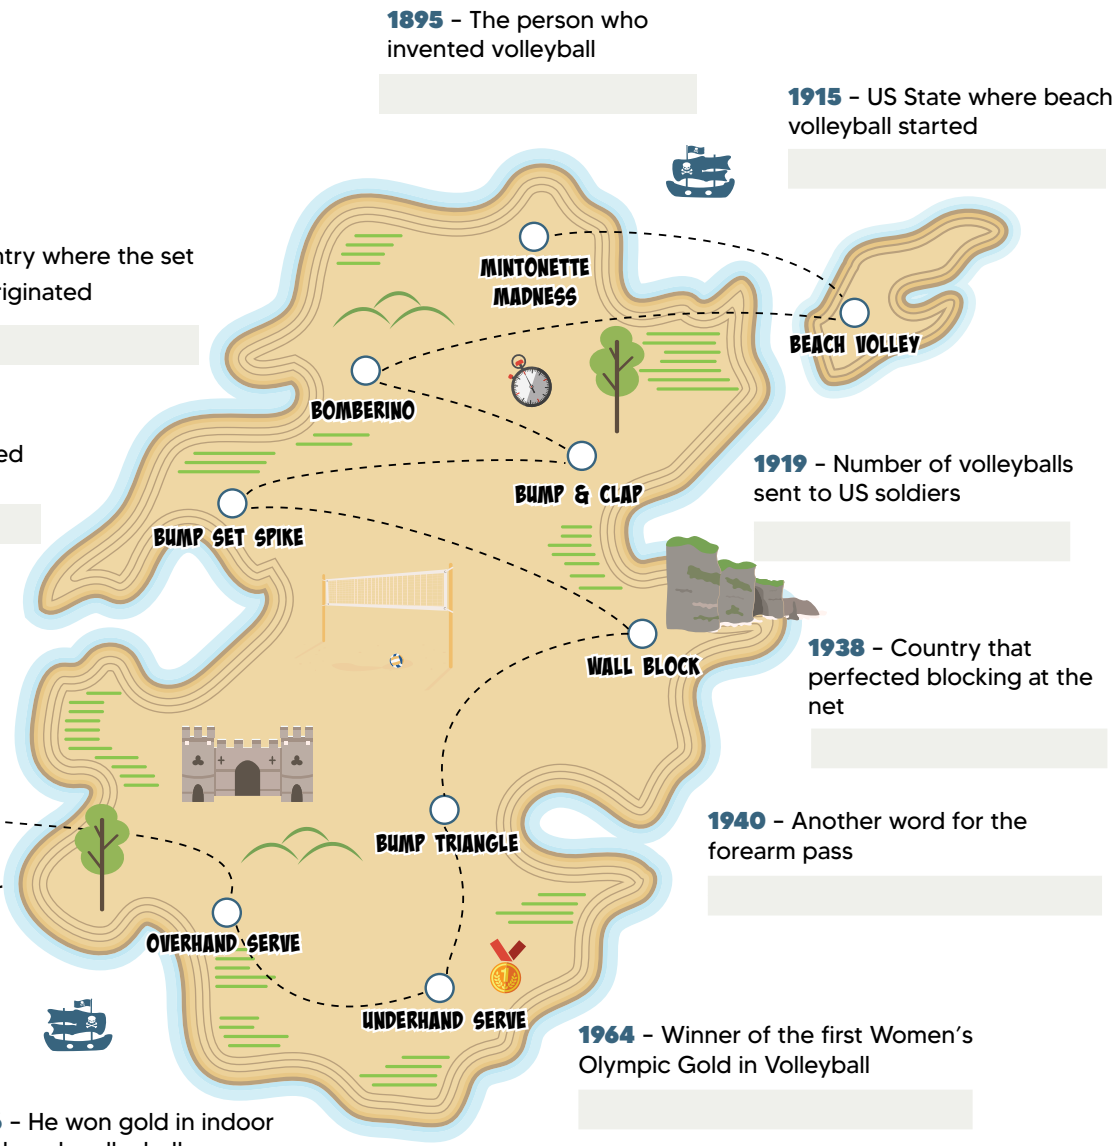 1895 – The person who
invented volleyball
1915 – US State where beach
volleyball started
where the set
MINTONETTE
MADNESS
BEACH VOLLEY
BOMBERINO
BUMP & CLAP
1919 – Number of volleyballs
sent to US soldiers
BUMP SET SPIKE
WALL BLOCK
1938 – Country that
perfected blocking at the
net
1940 – Another word for the
forearm pass
BUMP TRIANGLE
OVERHAND SERVE
UNDERHAND SERVE
1
1964 – Winner of the first Women's
Olympic Gold in Volleyball
– He won gold in indoor